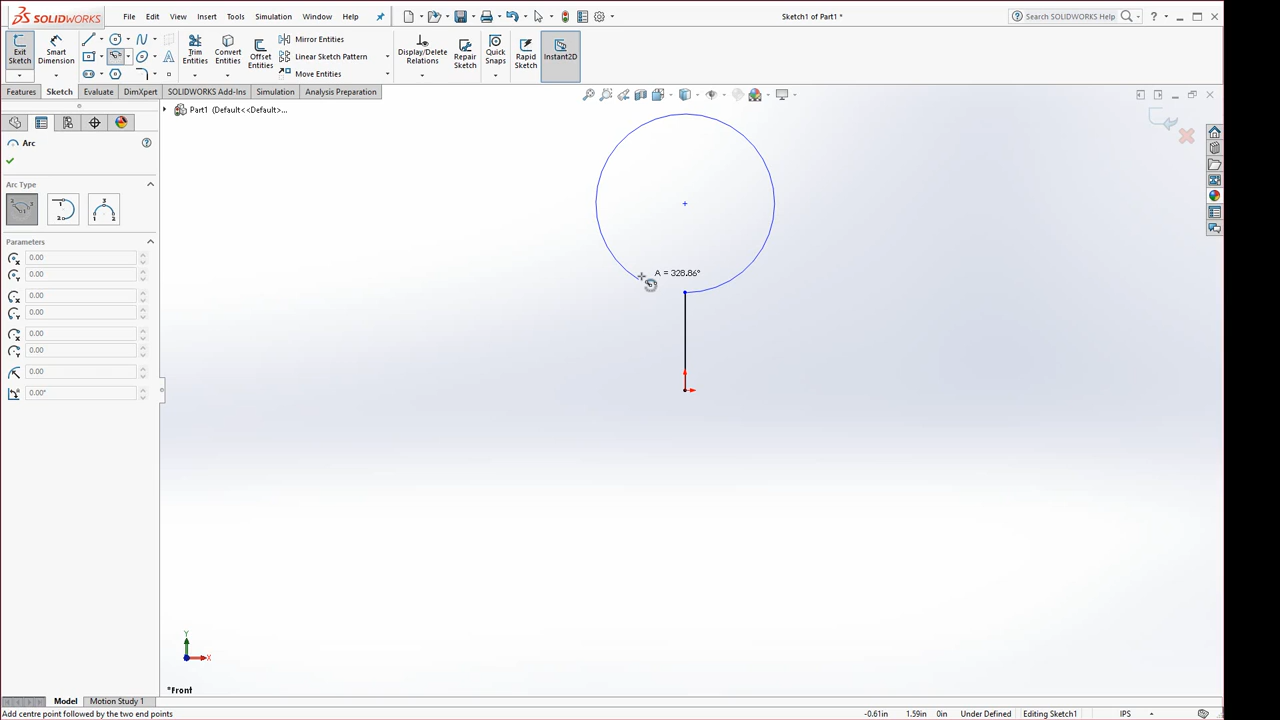 SOLIDWORKS File Edit View Insert Tools Simulation Window Help Sketch1 of Part1 * Search SOLIDWORKS Help ?
Exit Sketch
Smart Dimension
Trim Entities
Convert Entities
Offset Entities
Mirror Entities
Linear Sketch Pattern
Move Entities
Display/Delete Relations
Repair Sketch
Quick Snaps
Rapid Sketch
Instant2D
Features Sketch Evaluate DimXpert SOLIDWORKS Add-Ins Simulation Analysis Preparation
Part1 (Default<<Default>...
Arc
Arc Type
Parameters
0.00
0.00
0.00
0.00
0.00
0.00
0.00
0.00°
A = 328.86°
Y
X
*Front
Model Motion Study 1
Add centre point followed by the two end points -0.61in 1.59in 0in Under Defined Editing Sketch1 IPS